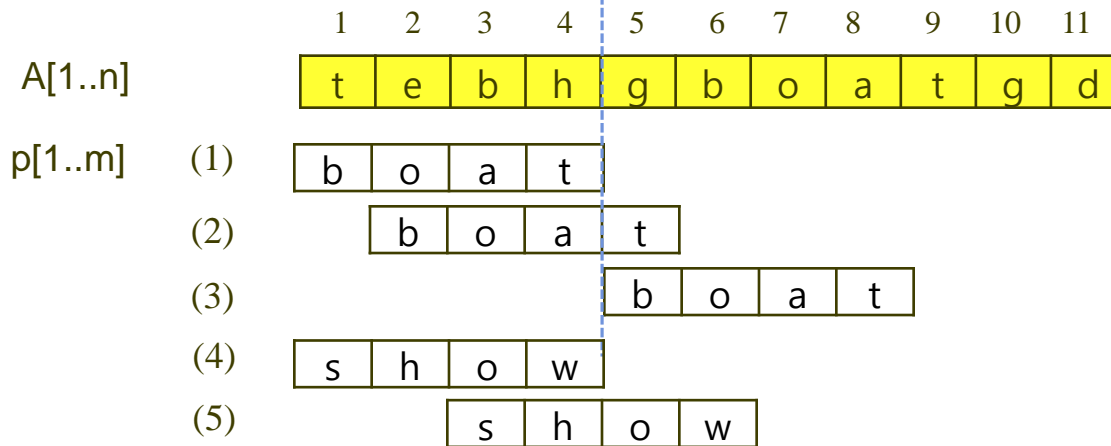 1 2 3 4 5 6 7 8 9 10 11
A[1..n] t e b h g b o a t g d
p[1..m] (1) b o a t
(2) b o a t
(3) b o a t
(4) s h o w
(5) s h o w